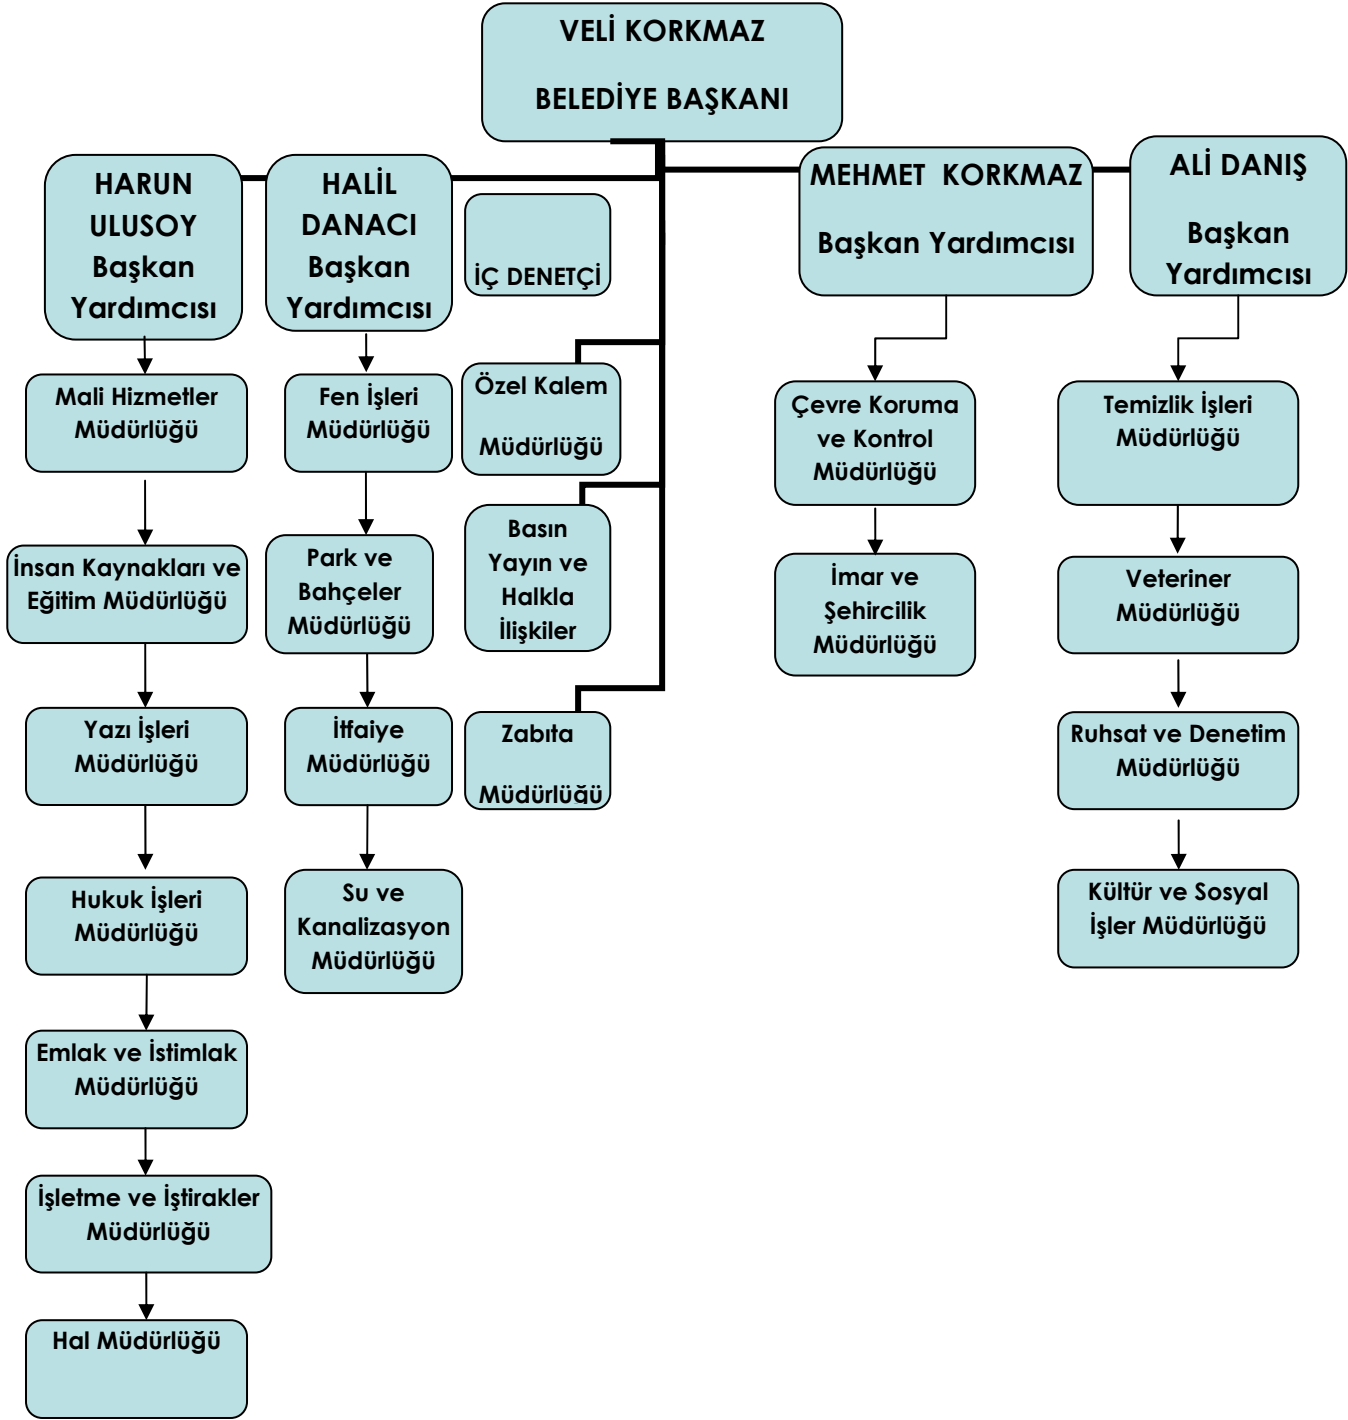 VELİ KORKMAZ
BELEDİYE BAŞKANI
HARUN
ULUSOY
Başkan
Yardımcısı
HALİL
DANACI
Başkan
Yardımcısı
İÇ DENETÇİ
MEHMET KORKMAZ
Başkan Yardımcısı
ALİ DANIŞ
Başkan
Yardımcısı
Mali Hizmetler
Müdürlüğü
Fen İşleri
Müdürlüğü
Özel Kalem
Müdürlüğü
Çevre Koruma
ve Kontrol
Müdürlüğü
Temizlik İşleri
Müdürlüğü
İnsan Kaynakları ve
Eğitim Müdürlüğü
Park ve
Bahçeler
Müdürlüğü
Basın
Yayın ve
Halkla
İlişkiler
İmar ve
Şehircilik
Müdürlüğü
Veteriner
Müdürlüğü
Yazı İşleri
Müdürlüğü
İtfaiye
Müdürlüğü
Zabıta
Müdürlüğü
Ruhsat ve Denetim
Müdürlüğü
Hukuk İşleri
Müdürlüğü
Su ve
Kanalizasyon
Müdürlüğü
Kültür ve Sosyal
İşler Müdürlüğü
Emlak ve İstimlak
Müdürlüğü
İşletme ve İştirakler
Müdürlüğü
Hal Müdürlüğü